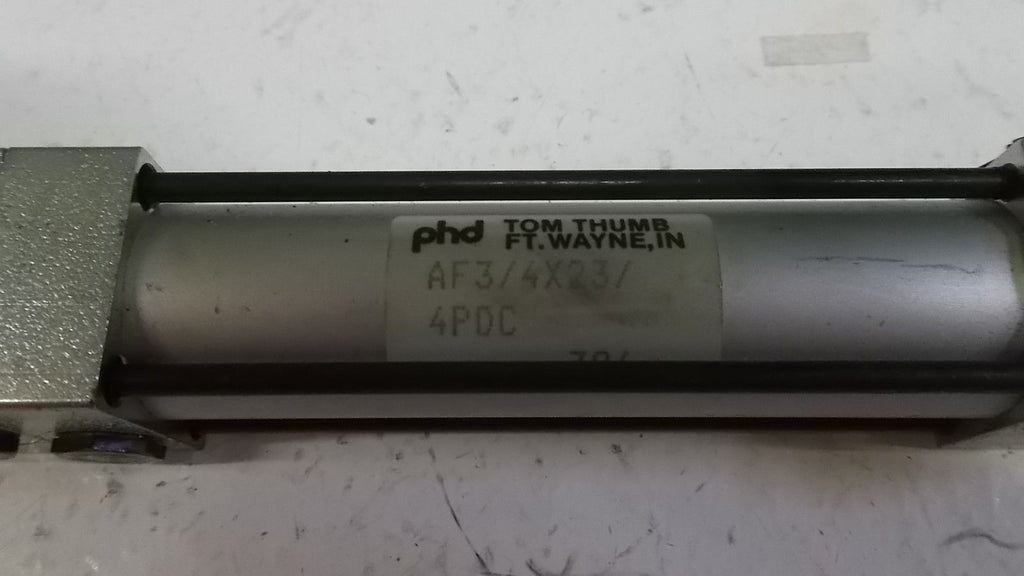 phd TOM THUMB
FT. WAYNE, IN
AF3/4X23/
4PDC